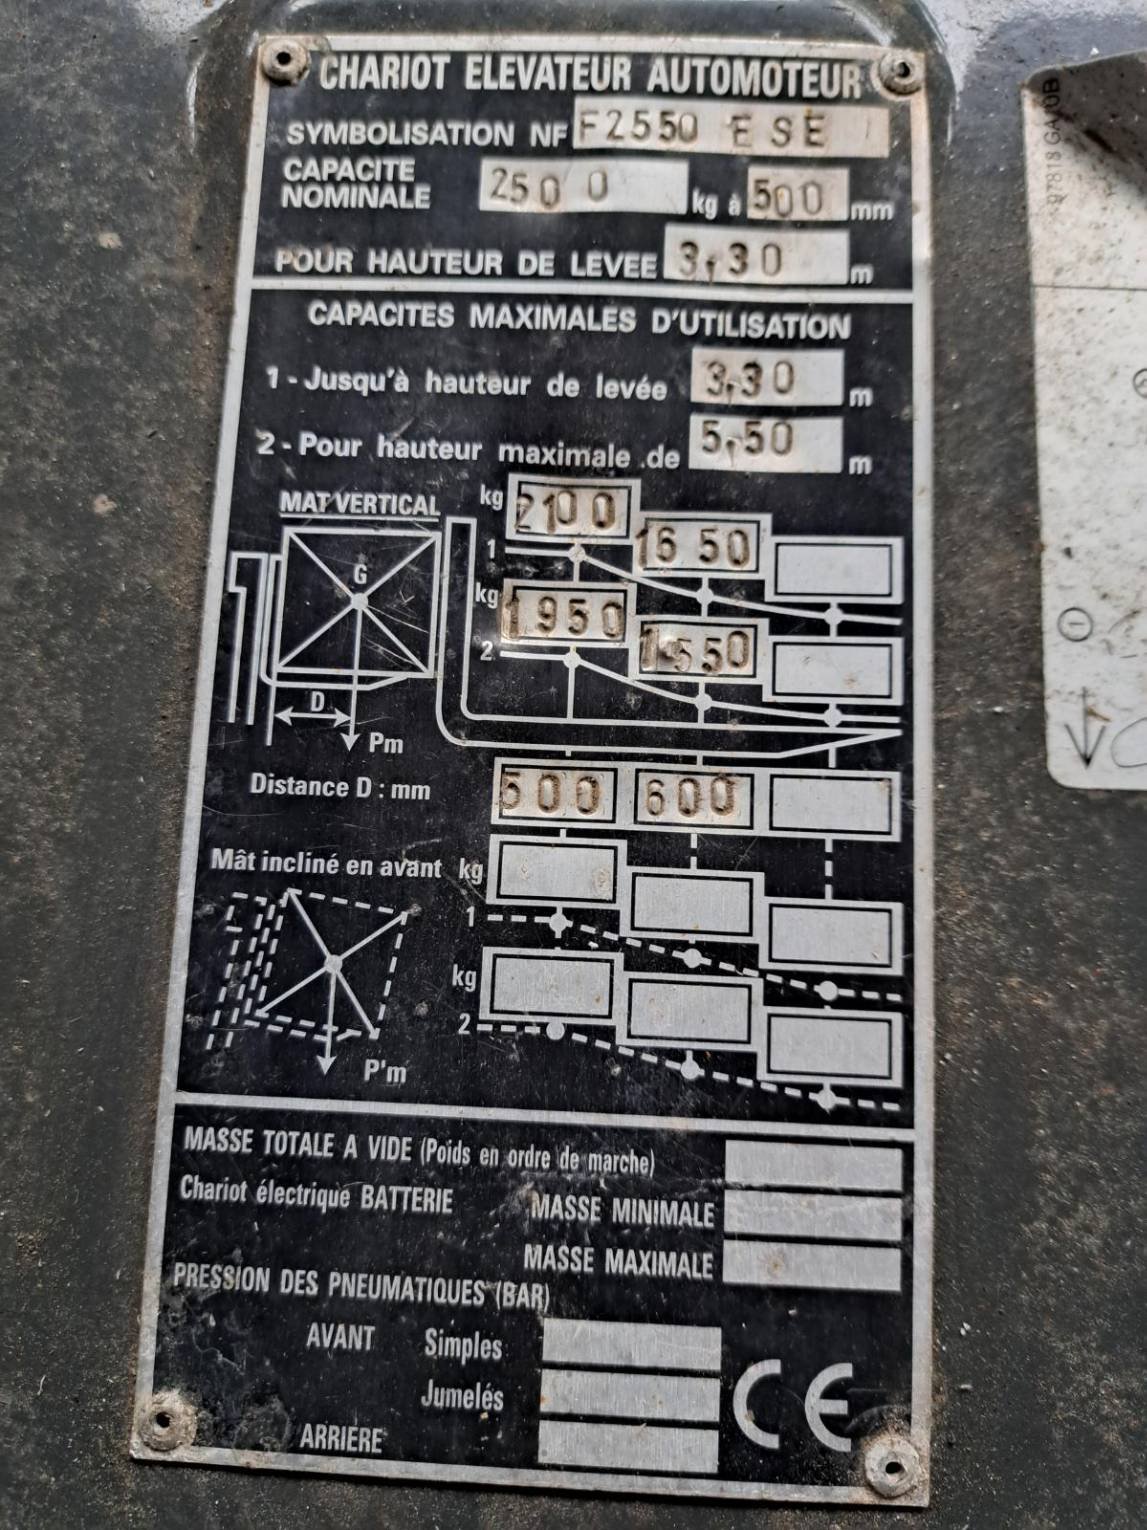 CHARIOT ELEVATEUR AUTOMOTEUR
SYMBOLISATION NF F2550 ESE
CAPACITE NOMINALE 2500 kg à 500 mm
POUR HAUTEUR DE LEVEE 3,30 m
CAPACITES MAXIMALES D'UTILISATION
1 - Jusqu'à hauteur de levée 3,30 m
2 - Pour hauteur maximale de 5,50 m
MAT VERTICAL
kg 2100 1650
1
G
kg 1950 1550
2
D
Pm
Distance D : mm 500 600
Mât incliné en avant kg
1
kg
2
P'm
MASSE TOTALE A VIDE (Poids en ordre de marche)
Chariot électrique BATTERIE MASSE MINIMALE
MASSE MAXIMALE
PRESSION DES PNEUMATIQUES (BAR)
AVANT Simples
Jumelés
ARRIERE
CE